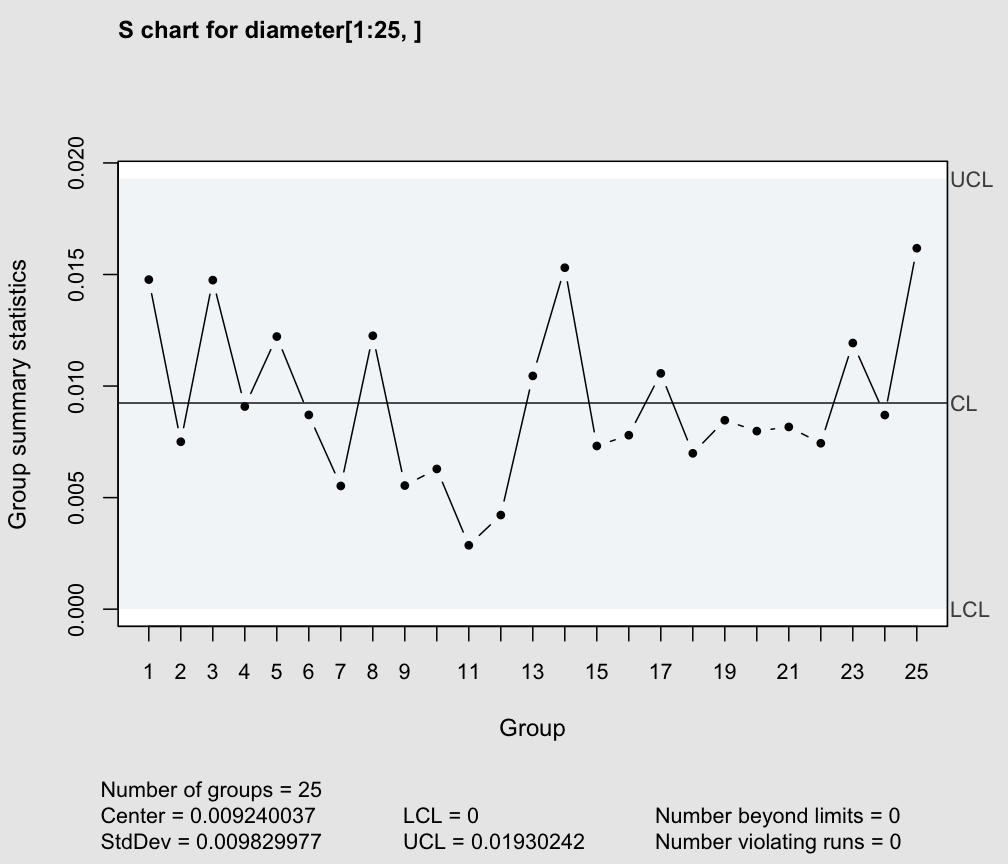 S chart for diameter[1:25, ]
Group summary statistics
0.020
0.015
0.010
0.005
0.000
UCL
CL
LCL
1 2 3 4 5 6 7 8 9 11 13 15 17 19 21 23 25
Group
Number of groups = 25
Center = 0.009240037 LCL = 0 Number beyond limits = 0
StdDev = 0.009829977 UCL = 0.01930242 Number violating runs = 0